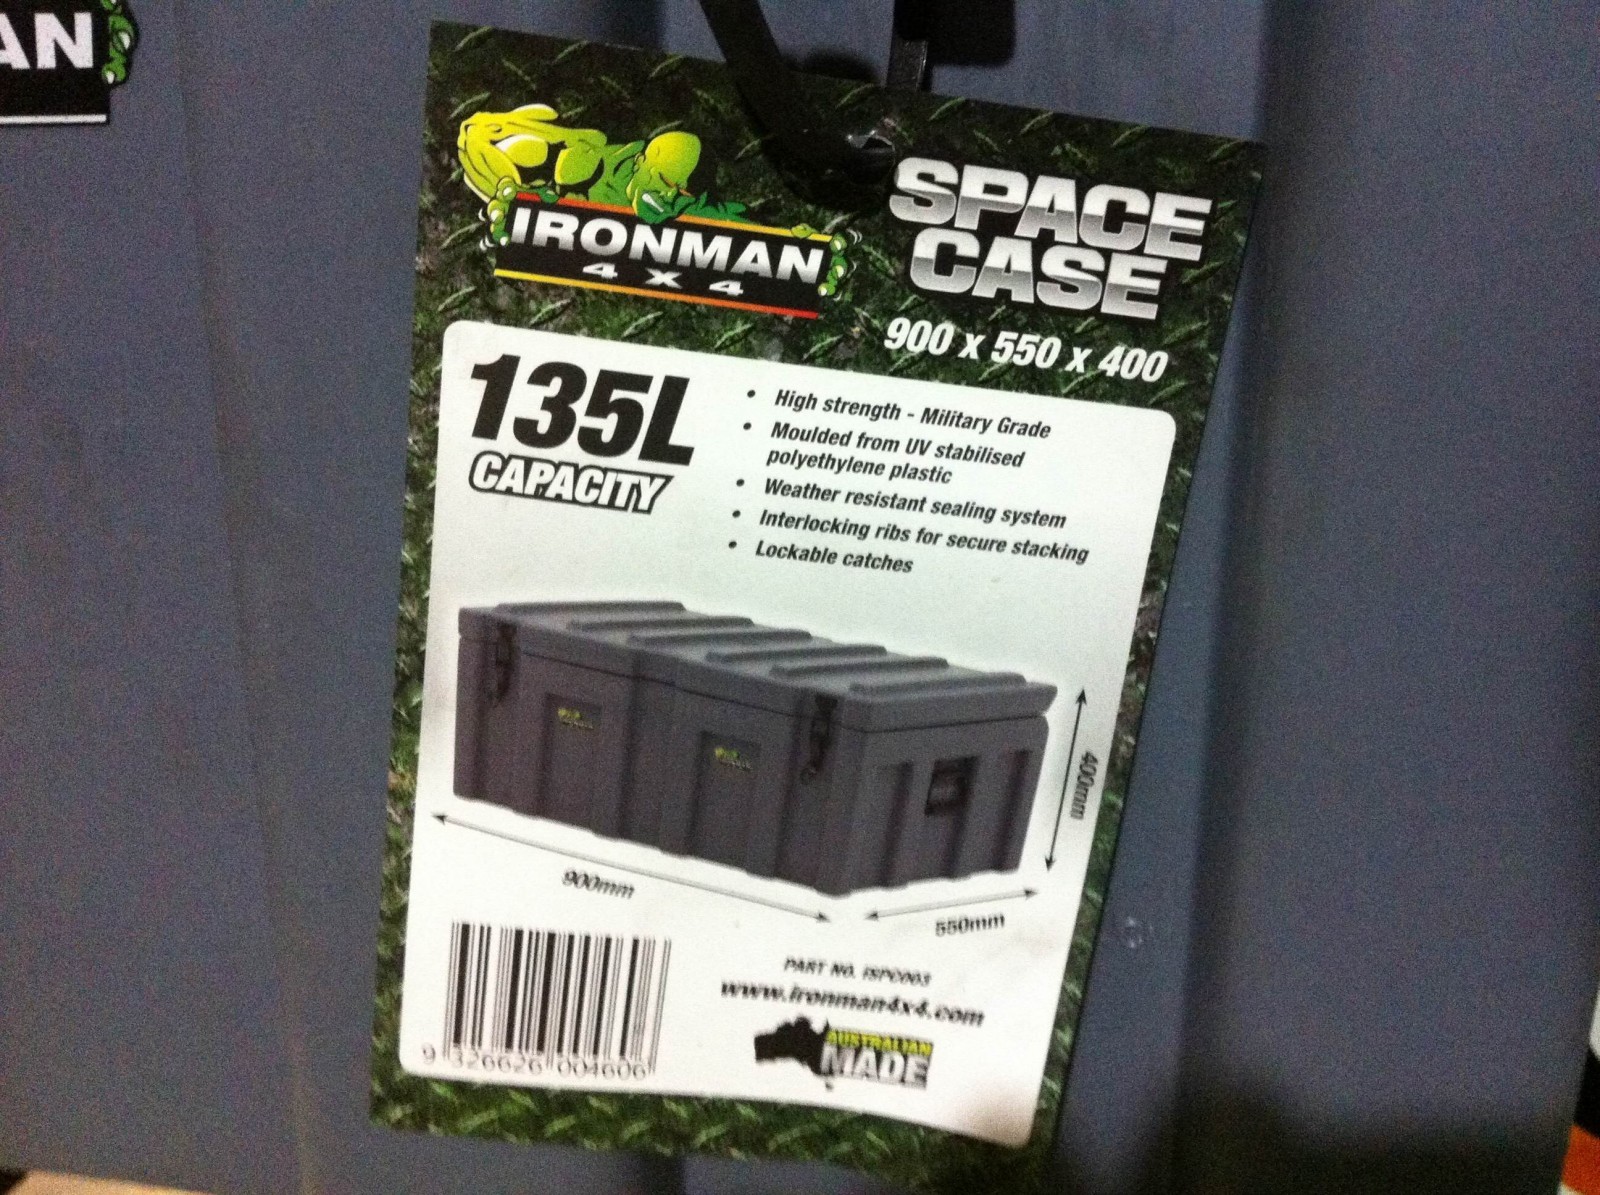 AN
IRONMAN
4 X 4
SPACE
CASE
900 x 550 x 400
135L
CAPACITY
• High strength - Military Grade
• Moulded from UV stabilised
polyethylene plastic
• Weather resistant sealing system
• Interlocking ribs for secure stacking
• Lockable catches
400mm
900mm
550mm
PART NO. ISPC003
www.ironman4x4.com
AUSTRALIAN
MADE
9 326626 004606